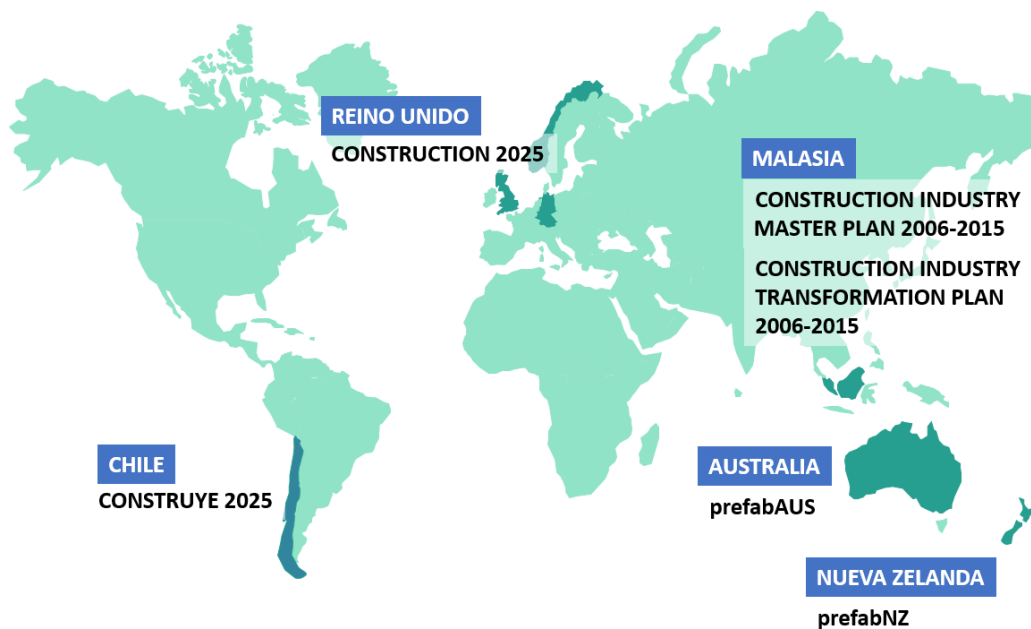 REINO UNIDO
CONSTRUCTION 2025
MALASIA
CONSTRUCTION INDUSTRY
MASTER PLAN 2006-2015
CONSTRUCTION INDUSTRY
TRANSFORMATION PLAN
2006-2015
CHILE
CONSTRUYE 2025
AUSTRALIA
prefabAUS
NUEVA ZELANDA
prefabNZ